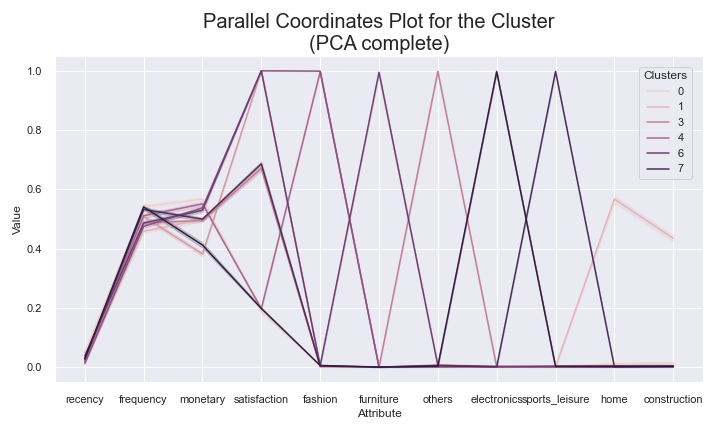 Parallel Coordinates Plot for the Cluster
(PCA complete)
Clusters
0
1
3
4
6
7
1.0
0.8
0.6
0.4
0.2
0.0
Value
recency frequency monetary satisfaction fashion furniture others electronics sports_leisure home construction
Attribute